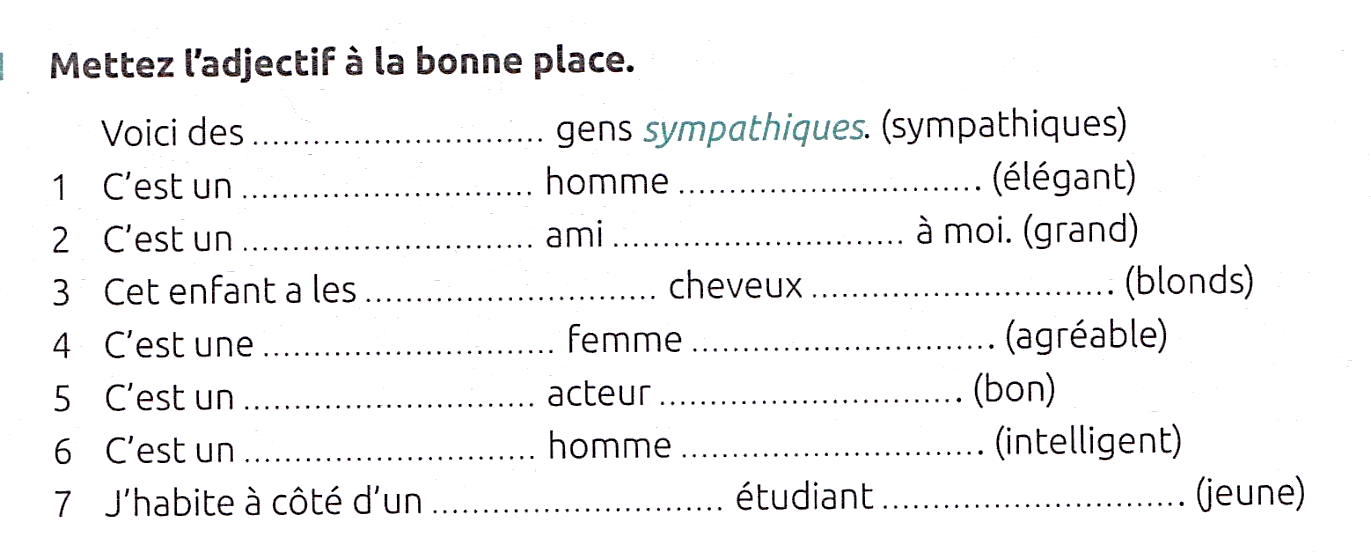 Mettez l'adjectif à la bonne place.
Voici des ............................ gens sympathiques. (sympathiques)
1 C'est un ............................ homme ............................. (élégant)
2 C'est un ............................ ami ............................ à moi. (grand)
3 Cet enfant a les ............................ cheveux ............................. (blonds)
4 C'est une ............................ femme ............................. (agréable)
5 C'est un ............................ acteur ............................. (bon)
6 C'est un ............................ homme ............................. (intelligent)
7 J'habite à côté d'un ............................ étudiant ............................. (jeune)